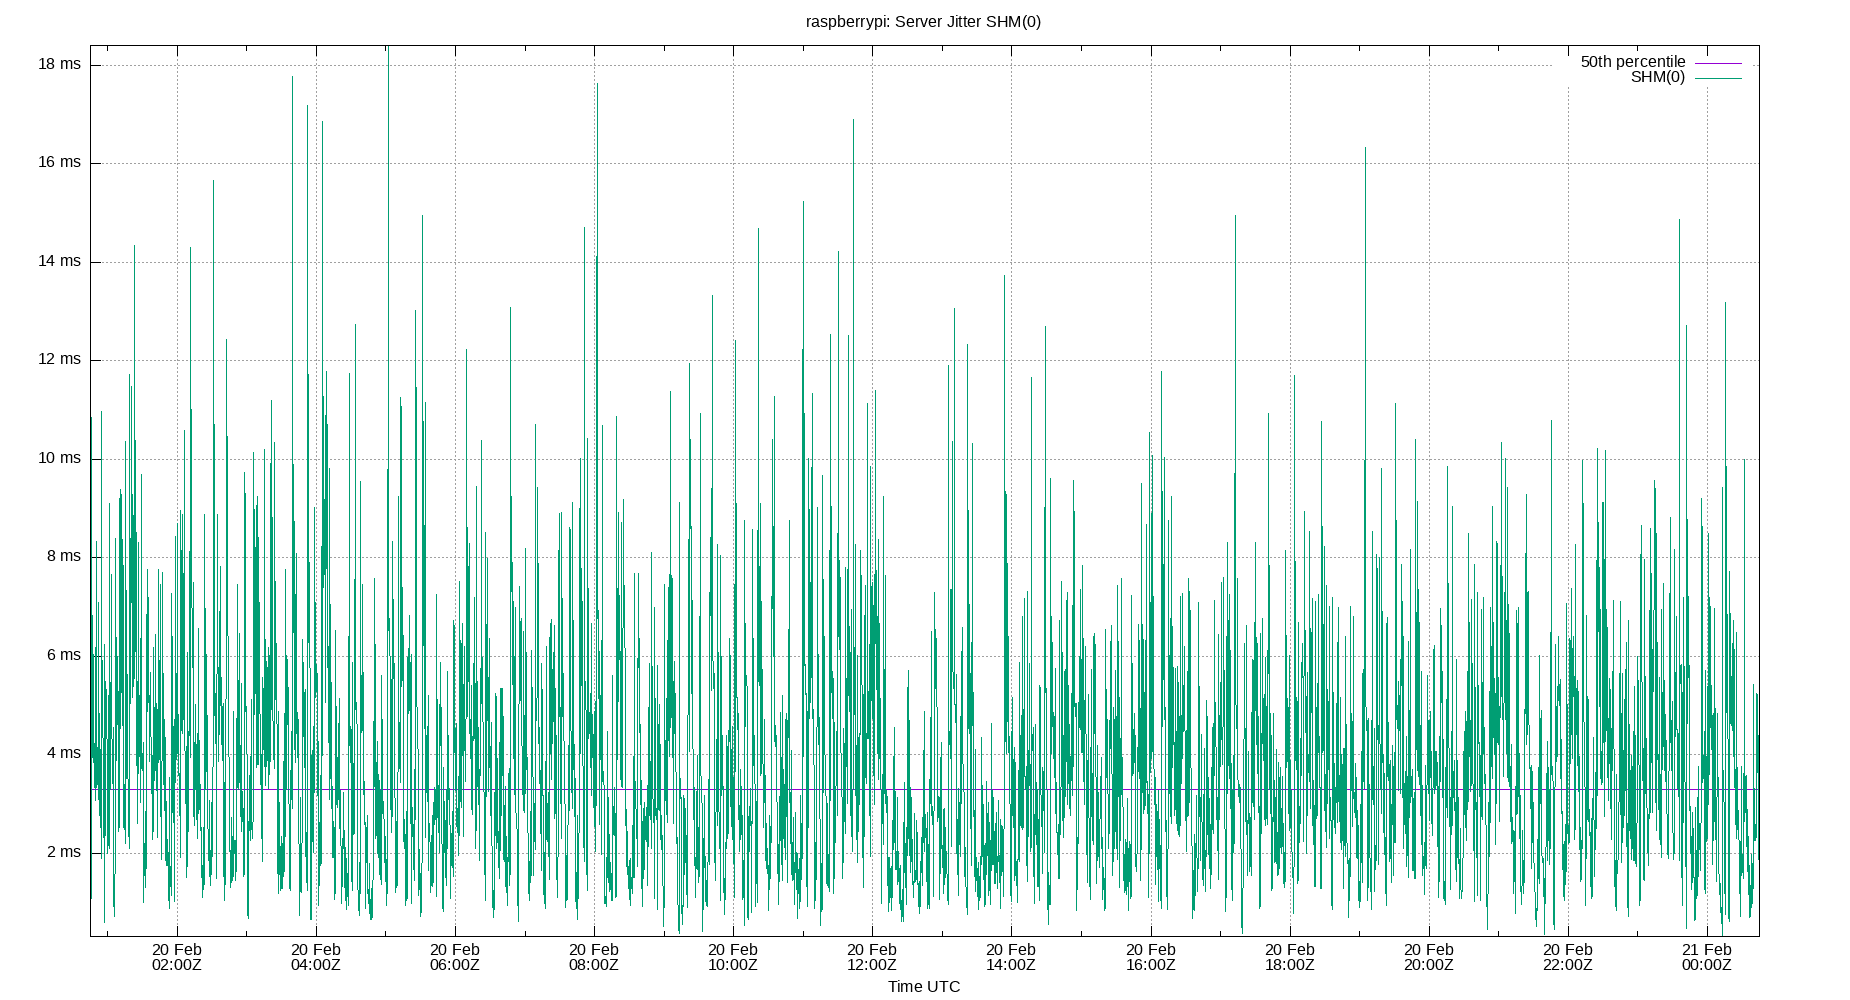 raspberrypi: Server Jitter SHM(0)
50th percentile
SHM(0)
18 ms
16 ms
14 ms
12 ms
10 ms
8 ms
6 ms
4 ms
2 ms
20 Feb 20 Feb 20 Feb 20 Feb 20 Feb 20 Feb 20 Feb 20 Feb 20 Feb 20 Feb 20 Feb 21 Feb
02:00Z 04:00Z 06:00Z 08:00Z 10:00Z 12:00Z 14:00Z 16:00Z 18:00Z 20:00Z 22:00Z 00:00Z
Time UTC